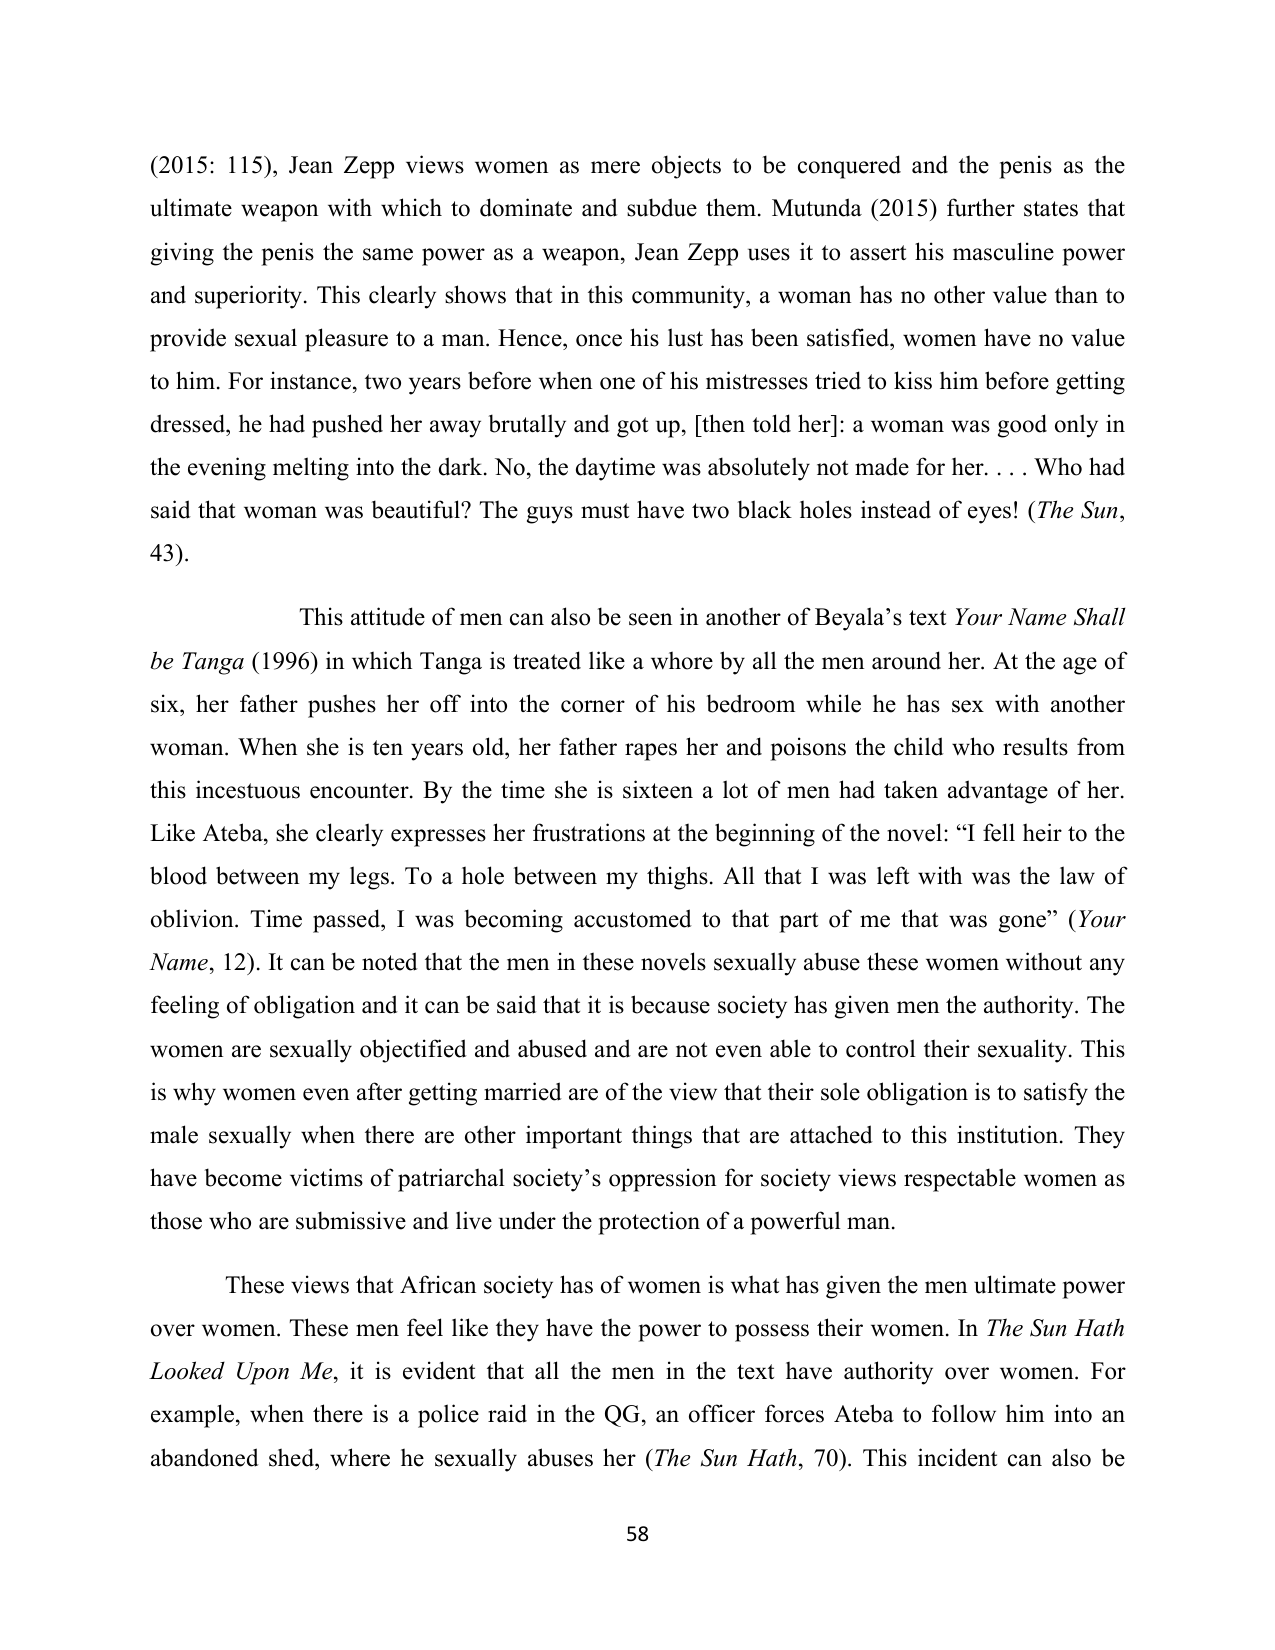 (2015: 115), Jean Zepp views women as mere objects to be conquered and the penis as the
ultimate weapon with which to dominate and subdue them. Mutunda (2015) further states that
giving the penis the same power as a weapon, Jean Zepp uses it to assert his masculine power
and superiority. This clearly shows that in this community, a woman has no other value than to
provide sexual pleasure to a man. Hence, once his lust has been satisfied, women have no value
to him. For instance, two years before when one of his mistresses tried to kiss him before getting
dressed, he had pushed her away brutally and got up, [then told her]: a woman was good only in
the evening melting into the dark. No, the daytime was absolutely not made for her. . . . Who had
said that woman was beautiful? The guys must have two black holes instead of eyes! (The Sun,
43).
This attitude of men can also be seen in another of Beyala’s text Your Name Shall
be Tanga (1996) in which Tanga is treated like a whore by all the men around her. At the age of
six, her father pushes her off into the corner of his bedroom while he has sex with another
woman. When she is ten years old, her father rapes her and poisons the child who results from
this incestuous encounter. By the time she is sixteen a lot of men had taken advantage of her.
Like Ateba, she clearly expresses her frustrations at the beginning of the novel: “I fell heir to the
blood between my legs. To a hole between my thighs. All that I was left with was the law of
oblivion. Time passed, I was becoming accustomed to that part of me that was gone” (Your
Name, 12). It can be noted that the men in these novels sexually abuse these women without any
feeling of obligation and it can be said that it is because society has given men the authority. The
women are sexually objectified and abused and are not even able to control their sexuality. This
is why women even after getting married are of the view that their sole obligation is to satisfy the
male sexually when there are other important things that are attached to this institution. They
have become victims of patriarchal society’s oppression for society views respectable women as
those who are submissive and live under the protection of a powerful man.
These views that African society has of women is what has given the men ultimate power
over women. These men feel like they have the power to possess their women. In The Sun Hath
Looked Upon Me, it is evident that all the men in the text have authority over women. For
example, when there is a police raid in the QG, an officer forces Ateba to follow him into an
abandoned shed, where he sexually abuses her (The Sun Hath, 70). This incident can also be
58